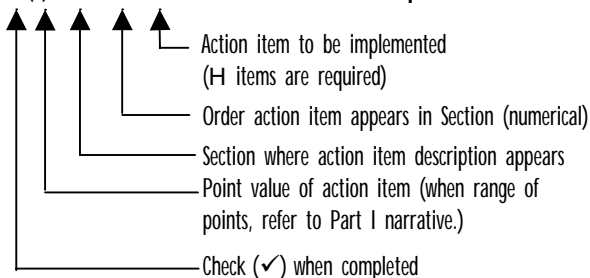 Action item to be implemented
(H items are required)
Order action item appears in Section (numerical)
Section where action item description appears
Point value of action item (when range of
points, refer to Part I narrative.)
Check (✓) when completed